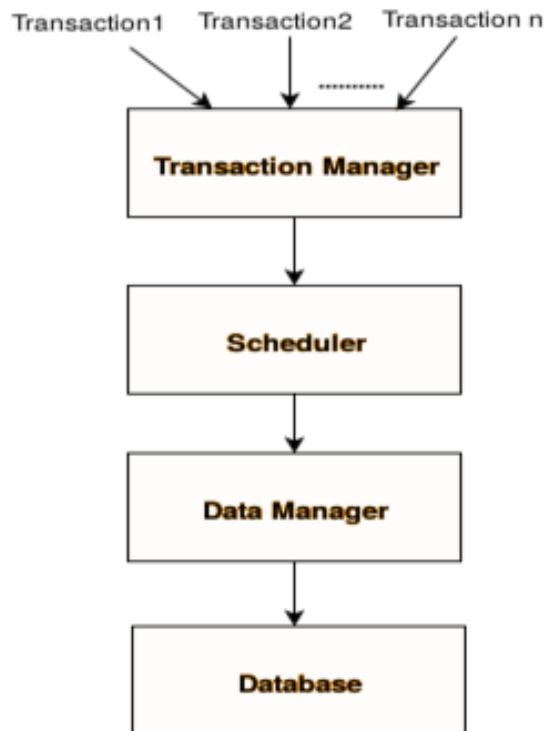 Transaction1 Transaction2 Transaction n
Transaction Manager
Scheduler
Data Manager
Database